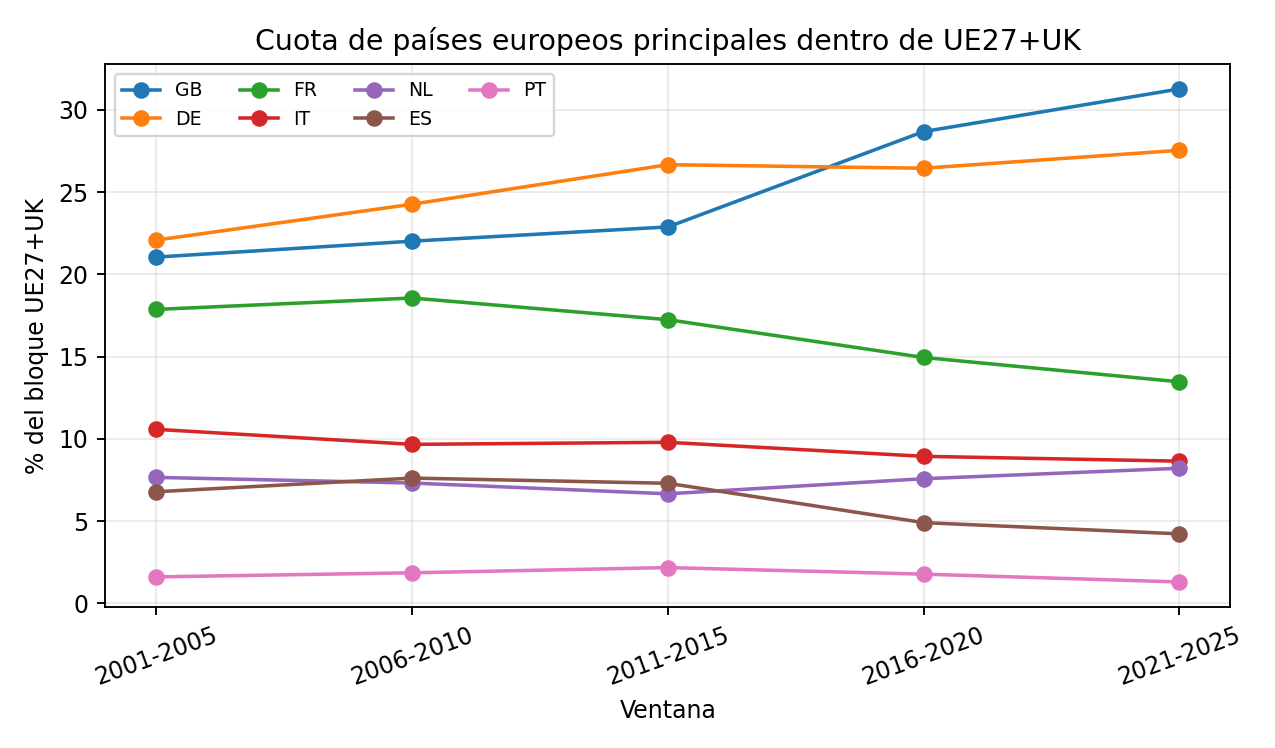 Cuota de países europeos principales dentro de UE27+UK
GB FR NL PT
DE IT ES
% del bloque UE27+UK
30
25
20
15
10
5
0
2001-2005 2006-2010 2011-2015 2016-2020 2021-2025
Ventana